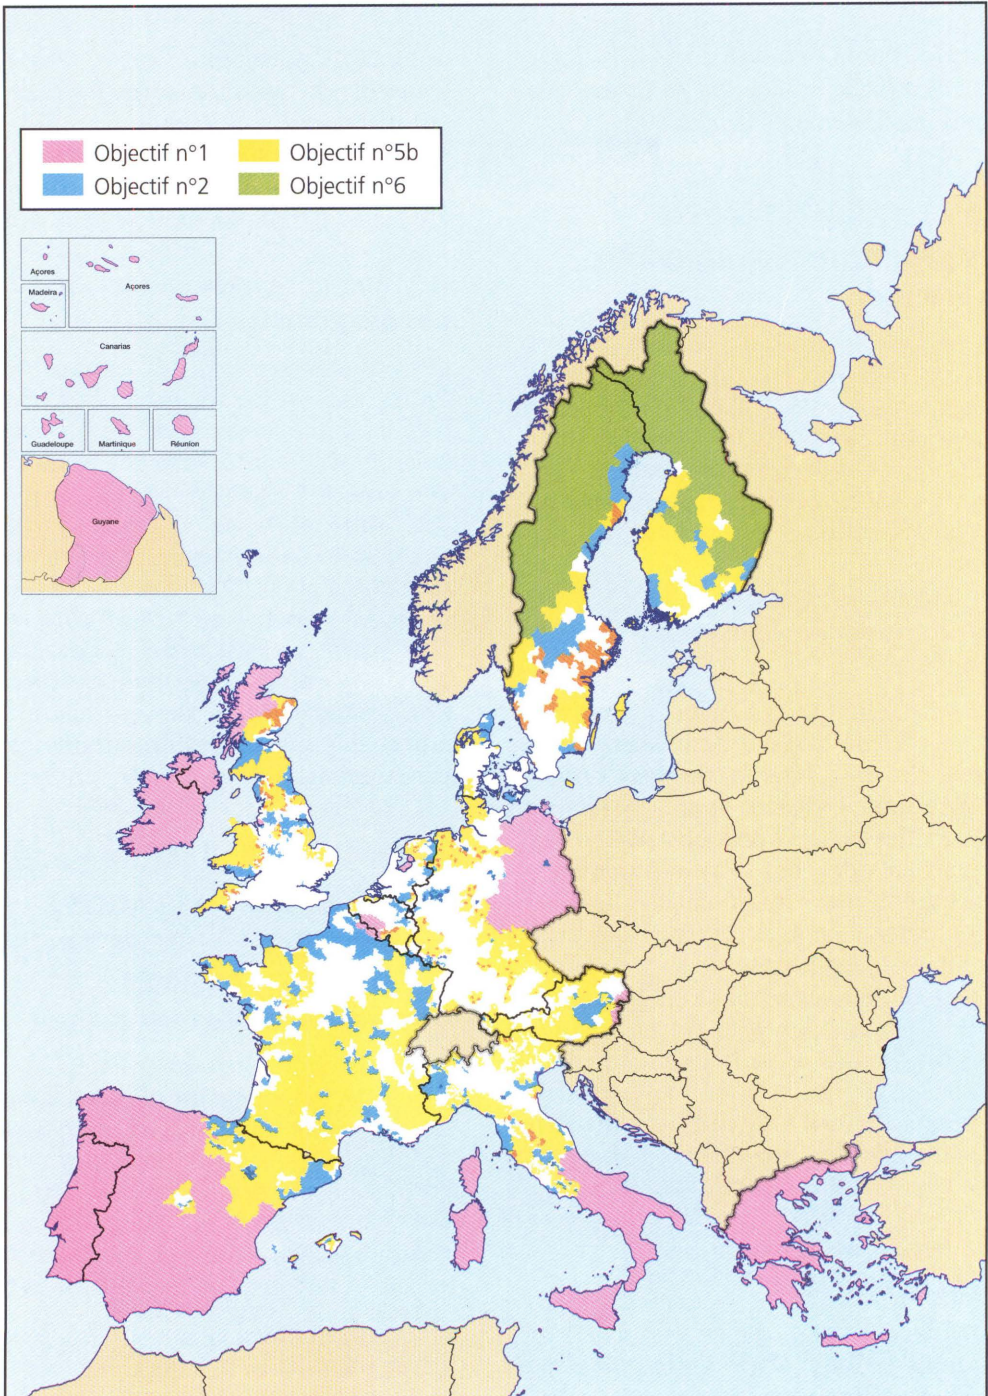 Objectif n°1
Objectif n°5b
Objectif n°2
Objectif n°6
Açores
Açores
Madeira
Canarias
Guadeloupe
Martinique
Réunion
Guyane